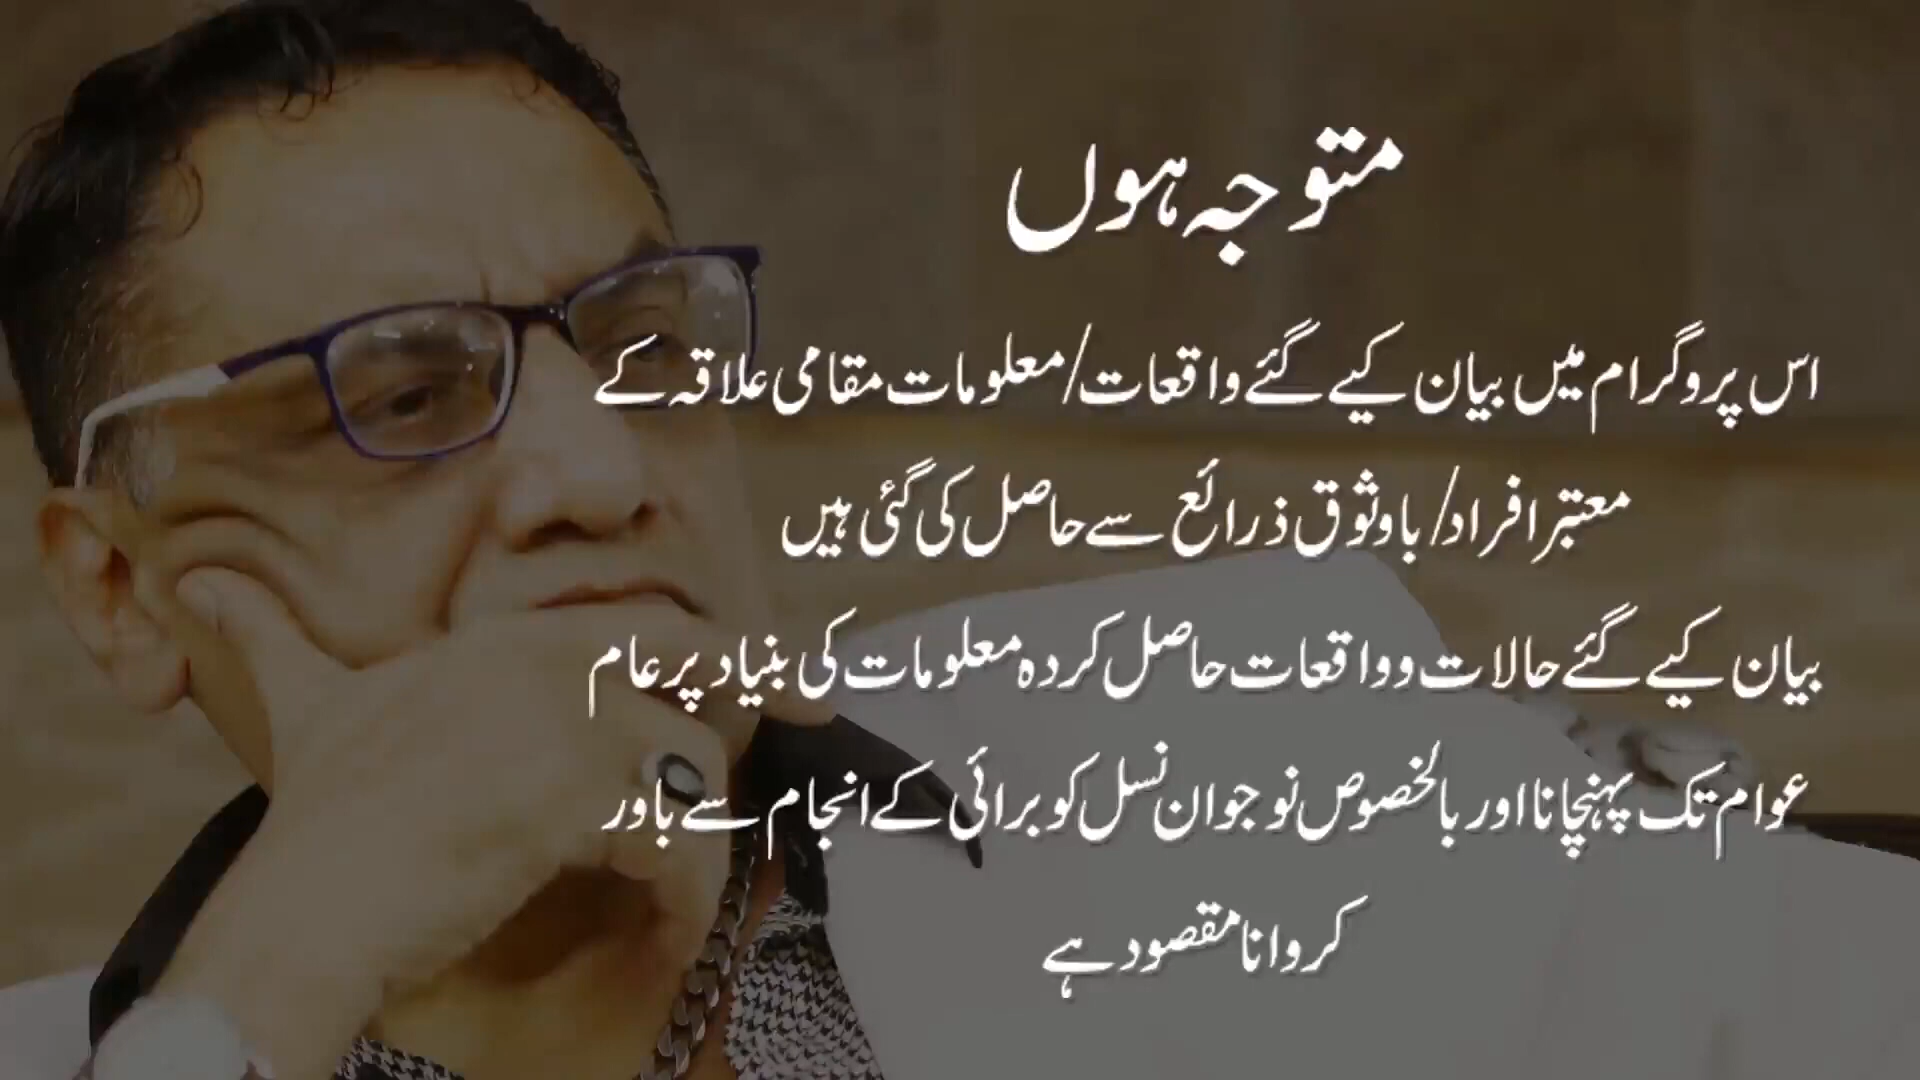 متوجہ ہوں
اس پروگرام میں بیان کیے گئے واقعات/معلومات مقامی علاقہ کے
معتبر افراد/ باوثوق ذرائع سے حاصل کی گئی ہیں
بیان کیے گئے حالات و واقعات حاصل کردہ معلومات کی بنیاد پر عام
عوام تک پہنچانا اور بالخصوص نوجوان نسل کو برائی کے انجام سے باور
کروانا مقصود ہے